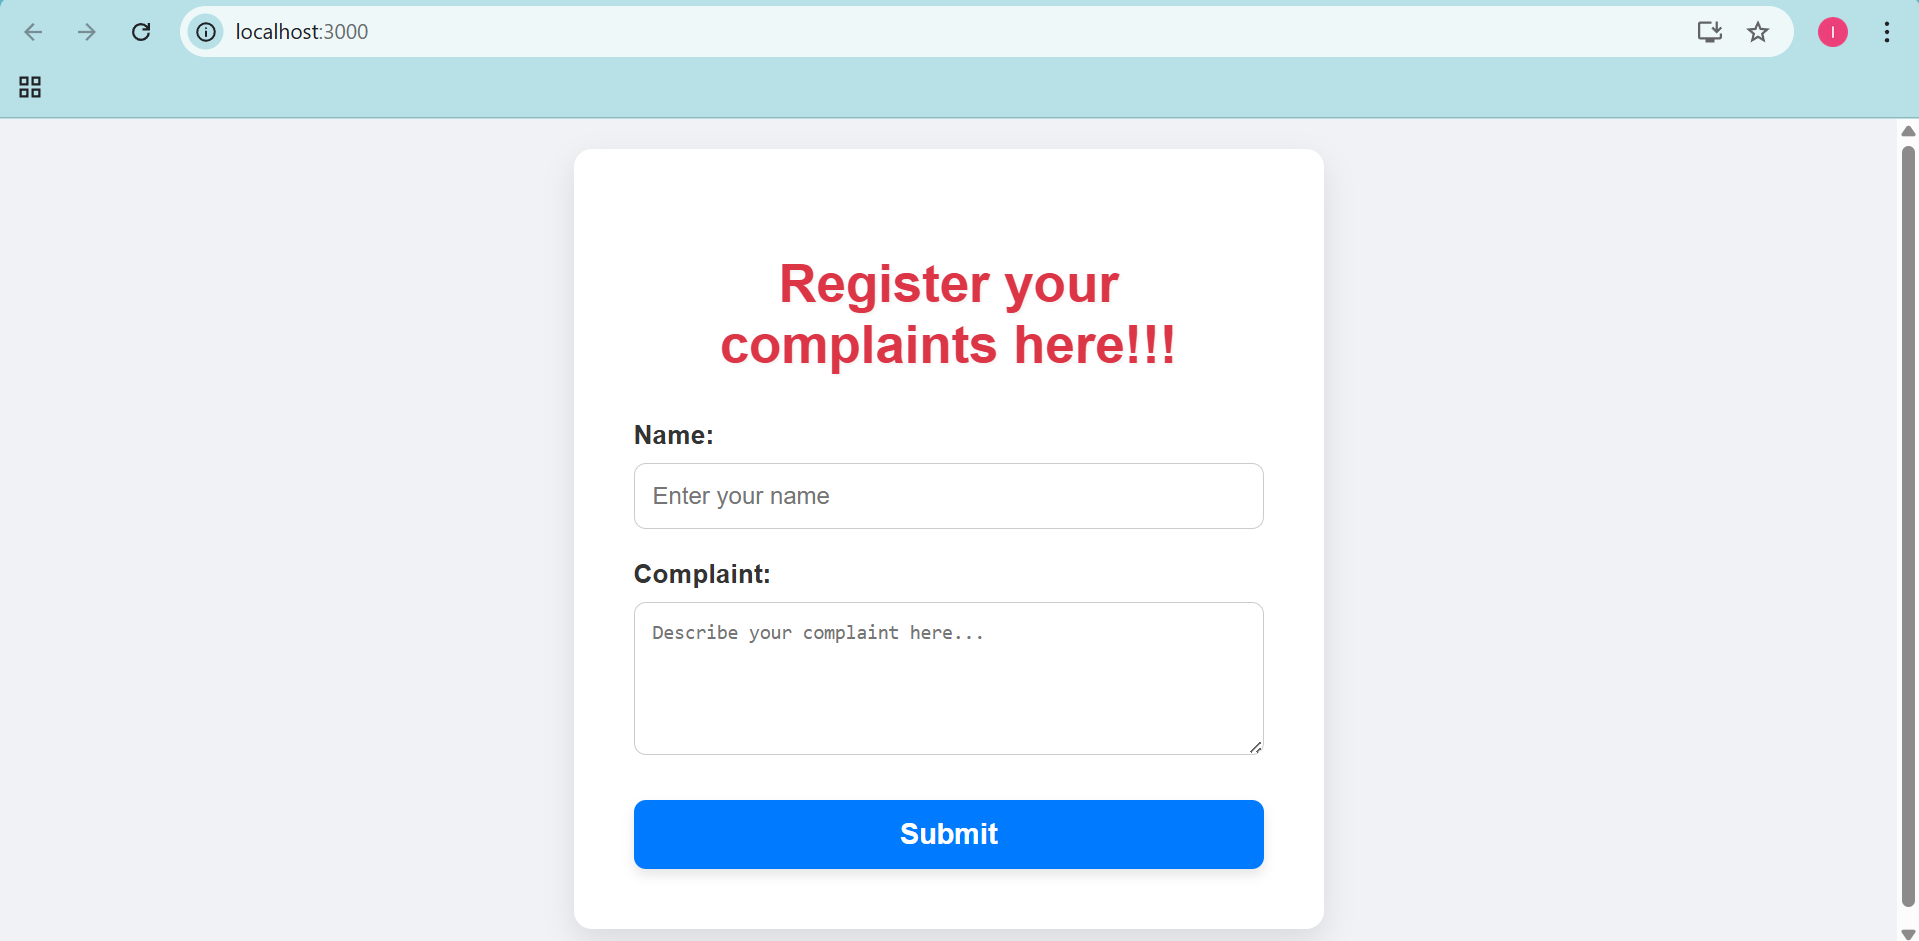 localhost:3000
I
Register your
complaints here!!!
Name:
Enter your name
Complaint:
Describe your complaint here...
Submit